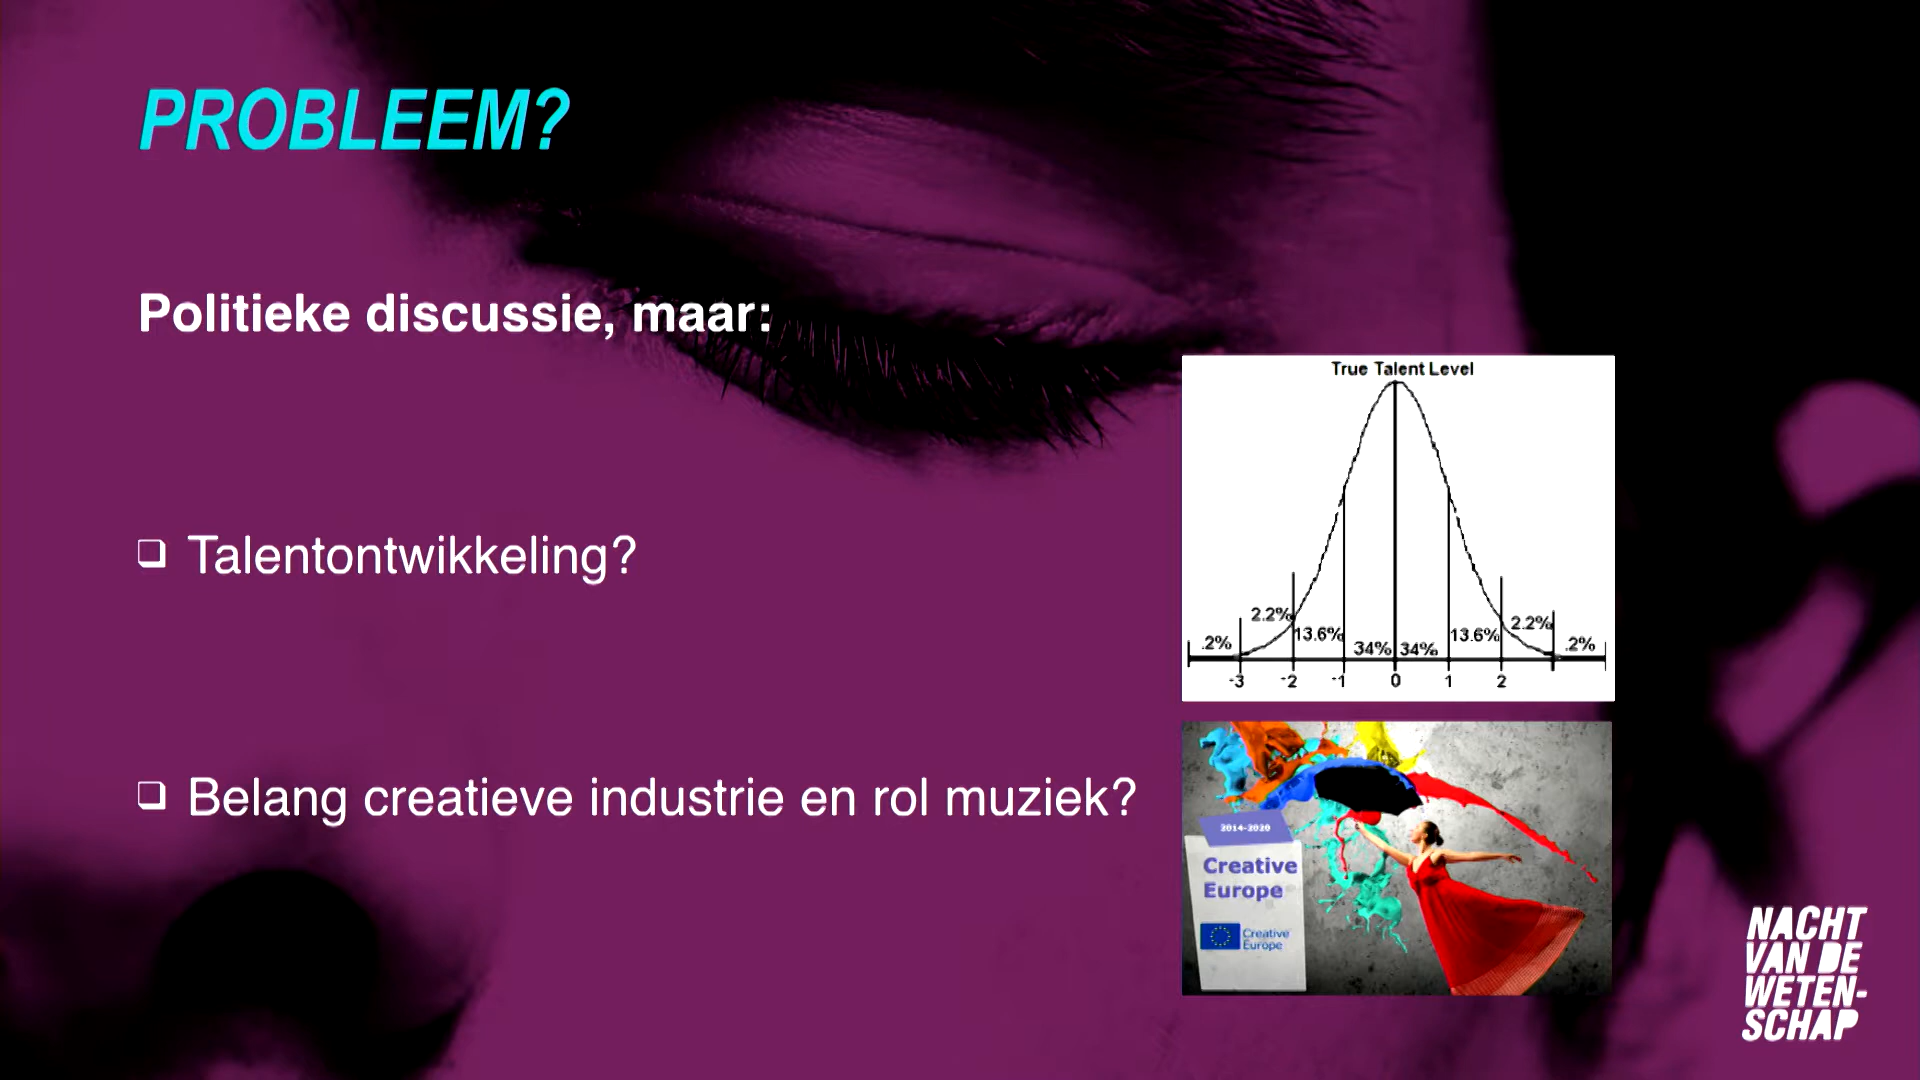 PROBLEEM?
Politieke discussie, maar:
❑ Talentontwikkeling?
❑ Belang creatieve industrie en rol muziek?
True Talent Level
.2% 2.2% 13.6% 34% 34% 13.6% 2.2% .2%
-3 -2 -1 0 1 2
2014-2020
Creative
Europe
Creative
Europe
NACHT
VAN DE
WETEN-
SCHAP